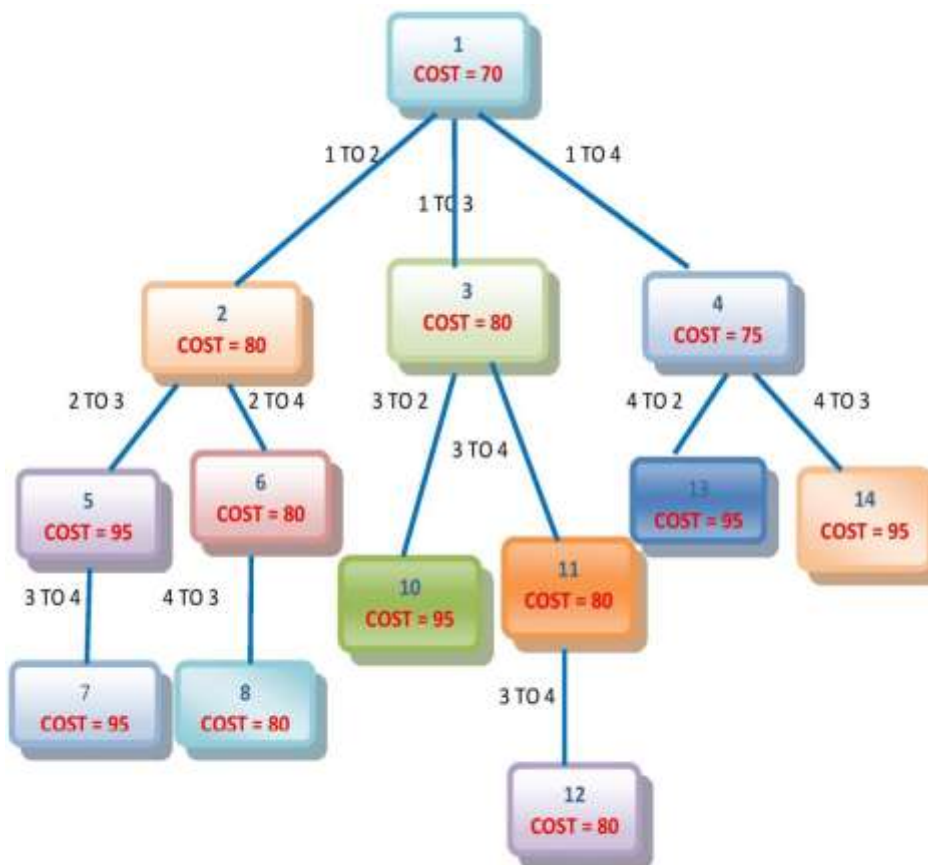 1
COST = 70
1 TO 2
1 TO 4
1 TO 3
2
COST = 80
3
COST = 80
4
COST = 75
2 TO 3
2 TO 4
3 TO 2
3 TO 4
4 TO 2
4 TO 3
5
COST = 95
6
COST = 80
13
COST = 95
14
COST = 95
10
COST = 95
11
COST = 80
3 TO 4
4 TO 3
7
COST = 95
8
COST = 80
3 TO 4
12
COST = 80